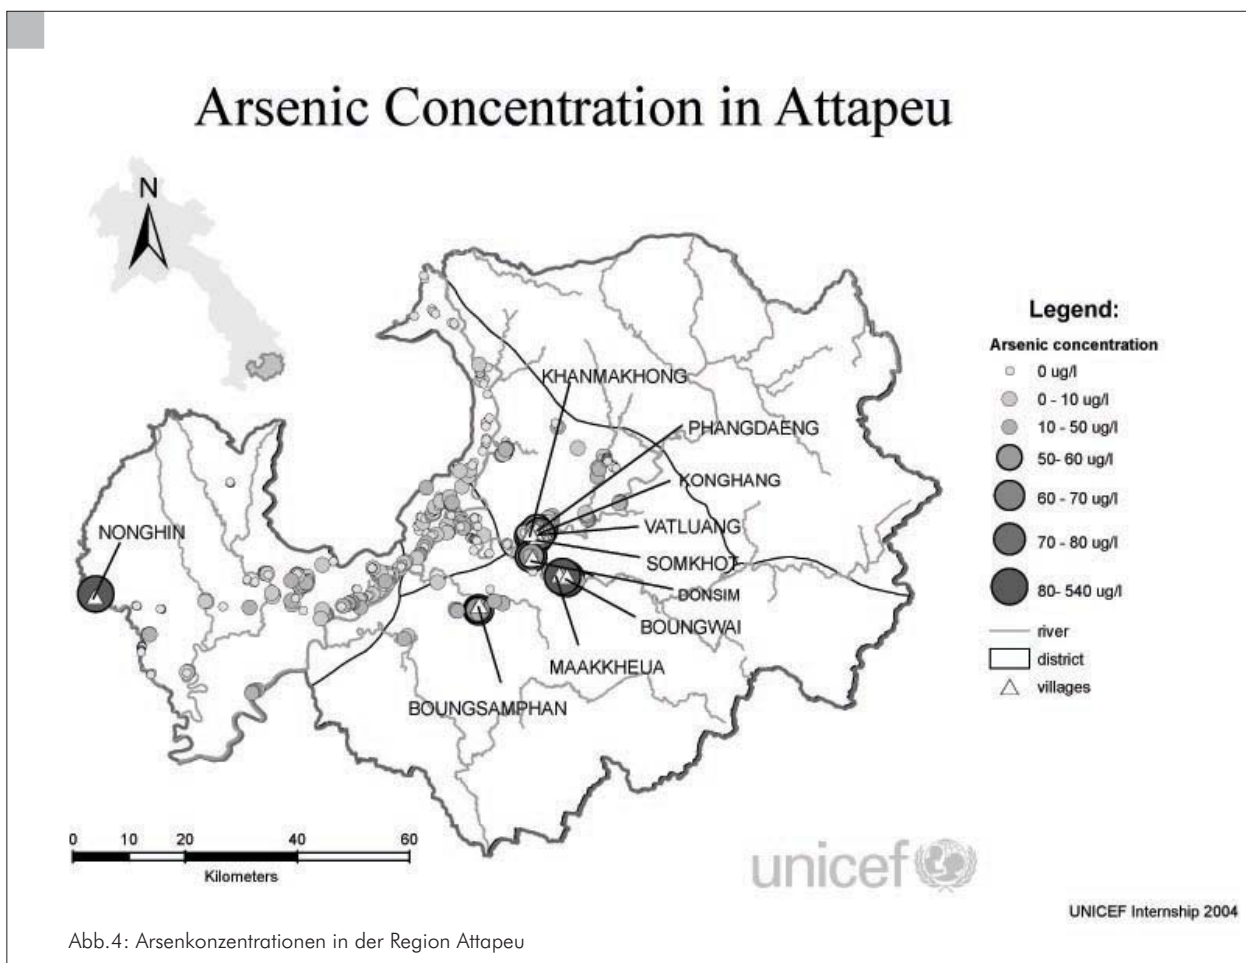 Arsenic Concentration in Attapeu
N
KHANMAKHONG
PHANGDAENG
KONGHANG
NONGHIN
VATLUANG
SOMKHOT
DONSIM
BOUNGWAI
MAAKKHEUA
BOUNGSAMPHAN
Legend:
Arsenic concentration
0 ug/l
0 - 10 ug/l
10 - 50 ug/l
50- 60 ug/l
60 - 70 ug/l
70 - 80 ug/l
80- 540 ug/l
river
district
villages
0 10 20 40 60
Kilometers
unicef
UNICEF Internship 2004
Abb.4: Arsenkonzentrationen in der Region Attapeu